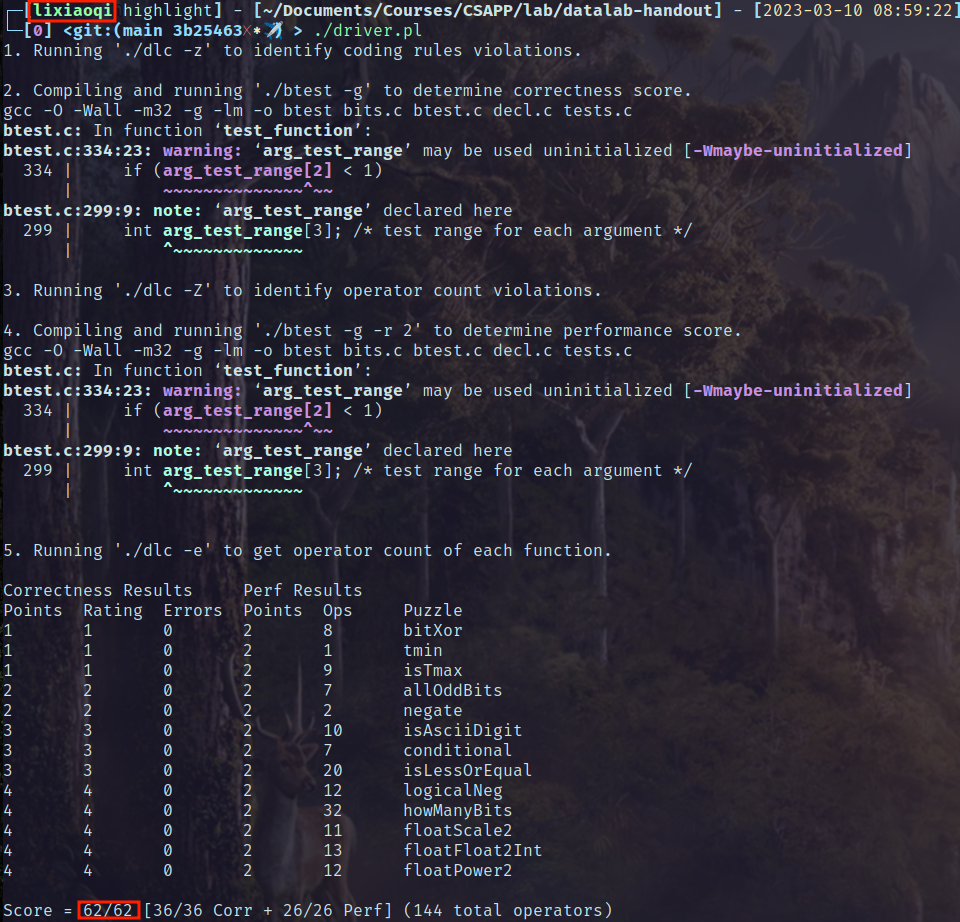 ┌─[lixiaoqi highlight] - [~/Documents/Courses/CSAPP/lab/datalab-handout] - [2023-03-10 08:59:22]
└─[0] <git:(main 3b25463✗*✈) > ./driver.pl
1. Running './dlc -z' to identify coding rules violations.

2. Compiling and running './btest -g' to determine correctness score.
gcc -O -Wall -m32 -g -lm -o btest bits.c btest.c decl.c tests.c
btest.c: In function ‘test_function’:
btest.c:334:23: warning: ‘arg_test_range’ may be used uninitialized [-Wmaybe-uninitialized]
  334 |     if (arg_test_range[2] < 1)
      |         ~~~~~~~~~~~~~~^~~
btest.c:299:9: note: ‘arg_test_range’ declared here
  299 |     int arg_test_range[3]; /* test range for each argument */
      |         ^~~~~~~~~~~~~~

3. Running './dlc -Z' to identify operator count violations.

4. Compiling and running './btest -g -r 2' to determine performance score.
gcc -O -Wall -m32 -g -lm -o btest bits.c btest.c decl.c tests.c
btest.c: In function ‘test_function’:
btest.c:334:23: warning: ‘arg_test_range’ may be used uninitialized [-Wmaybe-uninitialized]
  334 |     if (arg_test_range[2] < 1)
      |         ~~~~~~~~~~~~~~^~~
btest.c:299:9: note: ‘arg_test_range’ declared here
  299 |     int arg_test_range[3]; /* test range for each argument */
      |         ^~~~~~~~~~~~~~

5. Running './dlc -e' to get operator count of each function.

Correctness Results     Perf Results
Points  Rating  Errors  Points  Ops     Puzzle
1       1       0       2       8       bitXor
1       1       0       2       1       tmin
1       1       0       2       9       isTmax
2       2       0       2       7       allOddBits
2       2       0       2       2       negate
3       3       0       2       10      isAsciiDigit
3       3       0       2       7       conditional
3       3       0       2       20      isLessOrEqual
4       4       0       2       12      logicalNeg
4       4       0       2       32      howManyBits
4       4       0       2       11      floatScale2
4       4       0       2       13      floatFloat2Int
4       4       0       2       12      floatPower2

Score = 62/62 [36/36 Corr + 26/26 Perf] (144 total operators)